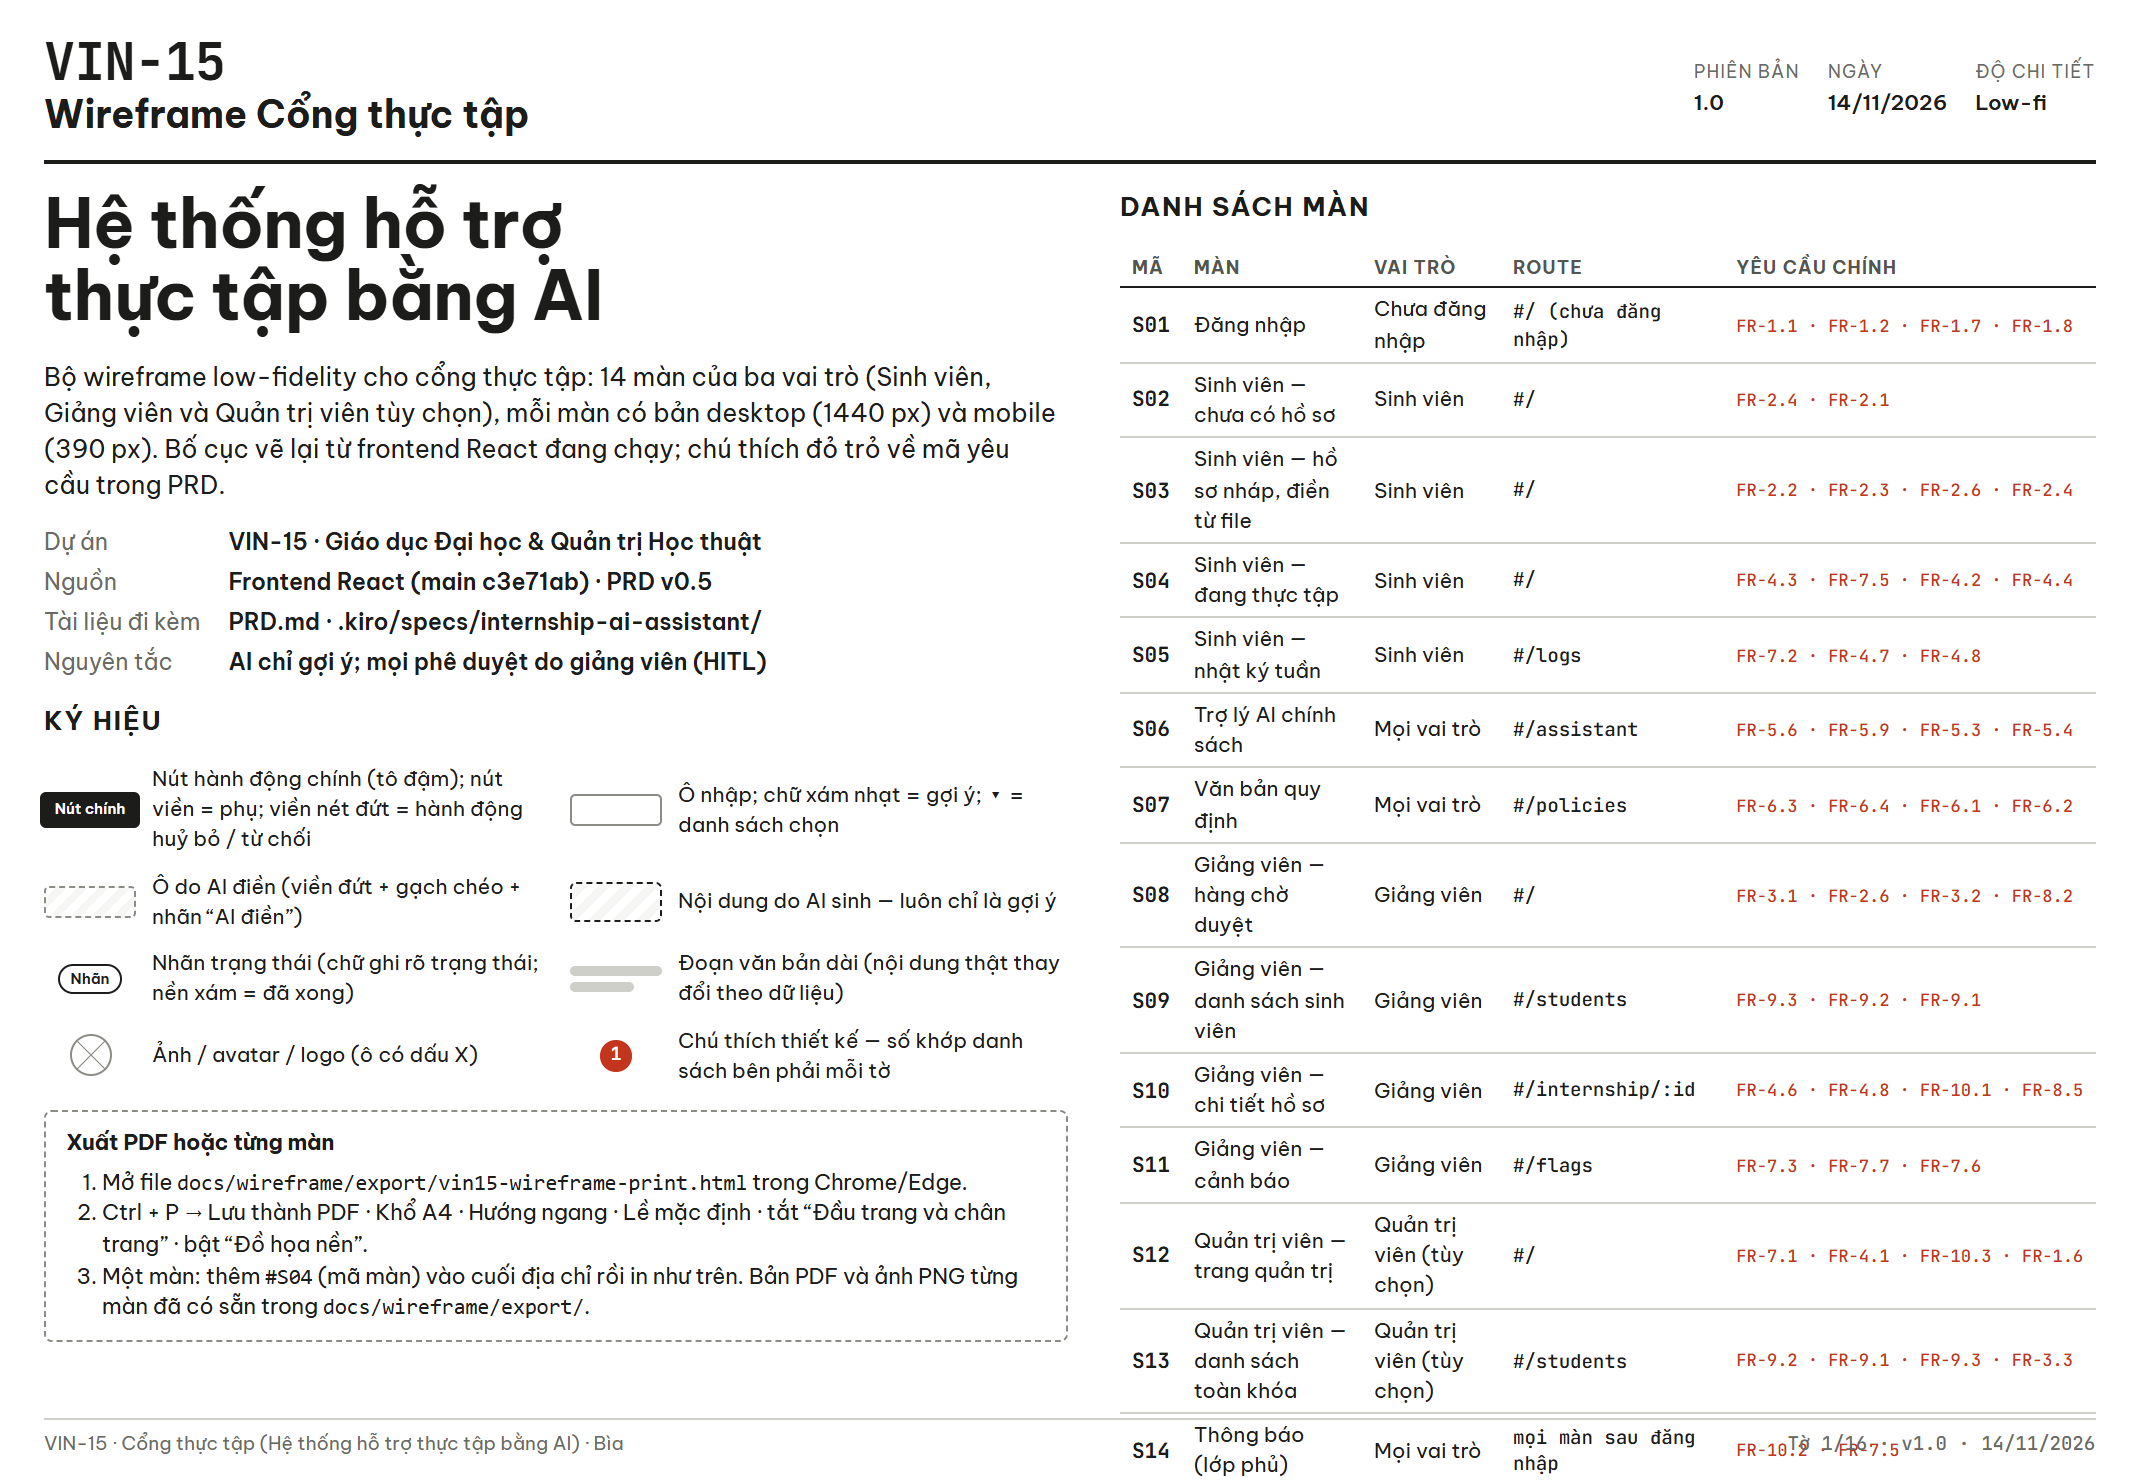 VIN-15
Wireframe Cổng thực tập
PHIÊN BẢN
1.0
NGÀY
14/11/2026
ĐỘ CHI TIẾT
Low-fi
Hệ thống hỗ trợ
thực tập bằng AI
Bộ wireframe low-fidelity cho cổng thực tập: 14 màn của ba vai trò (Sinh viên,
Giảng viên và Quản trị viên tùy chọn), mỗi màn có bản desktop (1440 px) và mobile
(390 px). Bố cục vẽ lại từ frontend React đang chạy; chú thích đỏ trỏ về mã yêu
cầu trong PRD.
Dự án VIN-15 · Giáo dục Đại học & Quản trị Học thuật
Nguồn Frontend React (main c3e71ab) · PRD v0.5
Tài liệu đi kèm PRD.md · .kiro/specs/internship-ai-assistant/
Nguyên tắc AI chỉ gợi ý; mọi phê duyệt do giảng viên (HITL)
KÝ HIỆU
Nút chính
Nút hành động chính (tô đậm); nút
viền = phụ; viền nét đứt = hành động
huỷ bỏ / từ chối
Ô nhập; chữ xám nhạt = gợi ý; ▾ =
danh sách chọn
Ô do AI điền (viền đứt + gạch chéo +
nhãn “AI điền”)
Nội dung do AI sinh — luôn chỉ là gợi ý
Nhãn
Nhãn trạng thái (chữ ghi rõ trạng thái;
nền xám = đã xong)
Đoạn văn bản dài (nội dung thật thay
đổi theo dữ liệu)
Ảnh / avatar / logo (ô có dấu X)
1
Chú thích thiết kế — số khớp danh
sách bên phải mỗi tờ
Xuất PDF hoặc từng màn
1. Mở file docs/wireframe/export/vin15-wireframe-print.html trong Chrome/Edge.
2. Ctrl + P → Lưu thành PDF · Khổ A4 · Hướng ngang · Lề mặc định · tắt “Đầu trang và chân
trang” · bật “Đồ họa nền”.
3. Một màn: thêm #S04 (mã màn) vào cuối địa chỉ rồi in như trên. Bản PDF và ảnh PNG từng
màn đã có sẵn trong docs/wireframe/export/.
DANH SÁCH MÀN
MÃ MÀN VAI TRÒ ROUTE YÊU CẦU CHÍNH
S01 Đăng nhập Chưa đăng
nhập #/ (chưa đăng
nhập) FR-1.1 · FR-1.2 · FR-1.7 · FR-1.8
S02 Sinh viên —
chưa có hồ sơ Sinh viên #/ FR-2.4 · FR-2.1
S03 Sinh viên — hồ
sơ nháp, điền
từ file Sinh viên #/ FR-2.2 · FR-2.3 · FR-2.6 · FR-2.4
S04 Sinh viên —
đang thực tập Sinh viên #/ FR-4.3 · FR-7.5 · FR-4.2 · FR-4.4
S05 Sinh viên —
nhật ký tuần Sinh viên #/logs FR-7.2 · FR-4.7 · FR-4.8
S06 Trợ lý AI chính
sách Mọi vai trò #/assistant FR-5.6 · FR-5.9 · FR-5.3 · FR-5.4
S07 Văn bản quy
định Mọi vai trò #/policies FR-6.3 · FR-6.4 · FR-6.1 · FR-6.2
S08 Giảng viên —
hàng chờ
duyệt Giảng viên #/ FR-3.1 · FR-2.6 · FR-3.2 · FR-8.2
S09 Giảng viên —
danh sách sinh
viên Giảng viên #/students FR-9.3 · FR-9.2 · FR-9.1
S10 Giảng viên —
chi tiết hồ sơ Giảng viên #/internship/:id FR-4.6 · FR-4.8 · FR-10.1 · FR-8.5
S11 Giảng viên —
cảnh báo Giảng viên #/flags FR-7.3 · FR-7.7 · FR-7.6
S12 Quản trị viên —
trang quản trị Quản trị
viên (tùy
chọn) #/ FR-7.1 · FR-4.1 · FR-10.3 · FR-1.6
S13 Quản trị viên —
danh sách
toàn khóa Quản trị
viên (tùy
chọn) #/students FR-9.2 · FR-9.1 · FR-9.3 · FR-3.3
S14 Thông báo
(lớp phủ) Mọi vai trò mọi màn sau đăng
nhập FR-10.2 · FR-7.5
VIN-15 · Cổng thực tập (Hệ thống hỗ trợ thực tập bằng AI) · Bìa
Tờ 1/16 · v1.0 · 14/11/2026